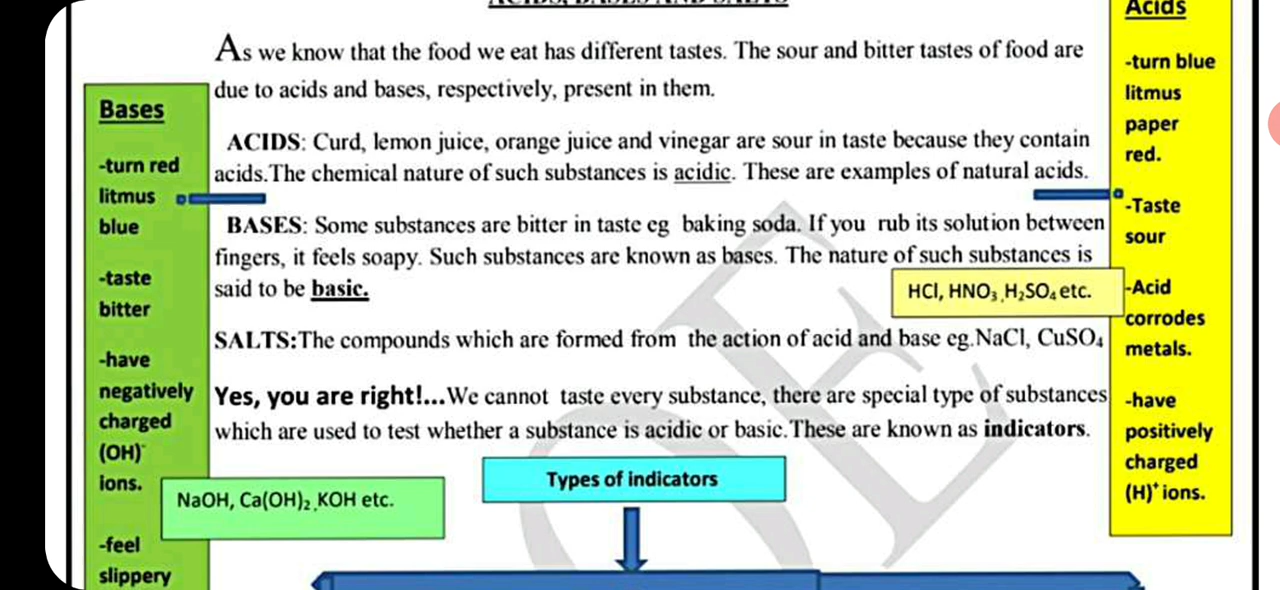 ACIDS, BASES AND SALTS
As we know that the food we eat has different tastes. The sour and bitter tastes of food are
due to acids and bases, respectively, present in them.
ACIDS: Curd, lemon juice, orange juice and vinegar are sour in taste because they contain
acids.The chemical nature of such substances is acidic. These are examples of natural acids.
BASES: Some substances are bitter in taste eg baking soda. If you rub its solution between
fingers, it feels soapy. Such substances are known as bases. The nature of such substances is
said to be basic.
HCl, HNO₃ ,H₂SO₄ etc.
SALTS:The compounds which are formed from the action of acid and base eg.NaCl, CuSO₄
Yes, you are right!...We cannot taste every substance, there are special type of substances
which are used to test whether a substance is acidic or basic.These are known as indicators.
Types of indicators
Bases
-turn red
litmus
blue
-taste
bitter
-have
negatively
charged
(OH)⁻
ions.
NaOH, Ca(OH)₂ ,KOH etc.
-feel
slippery
Acids
-turn blue
litmus
paper
red.
-Taste
sour
-Acid
corrodes
metals.
-have
positively
charged
(H)⁺ ions.